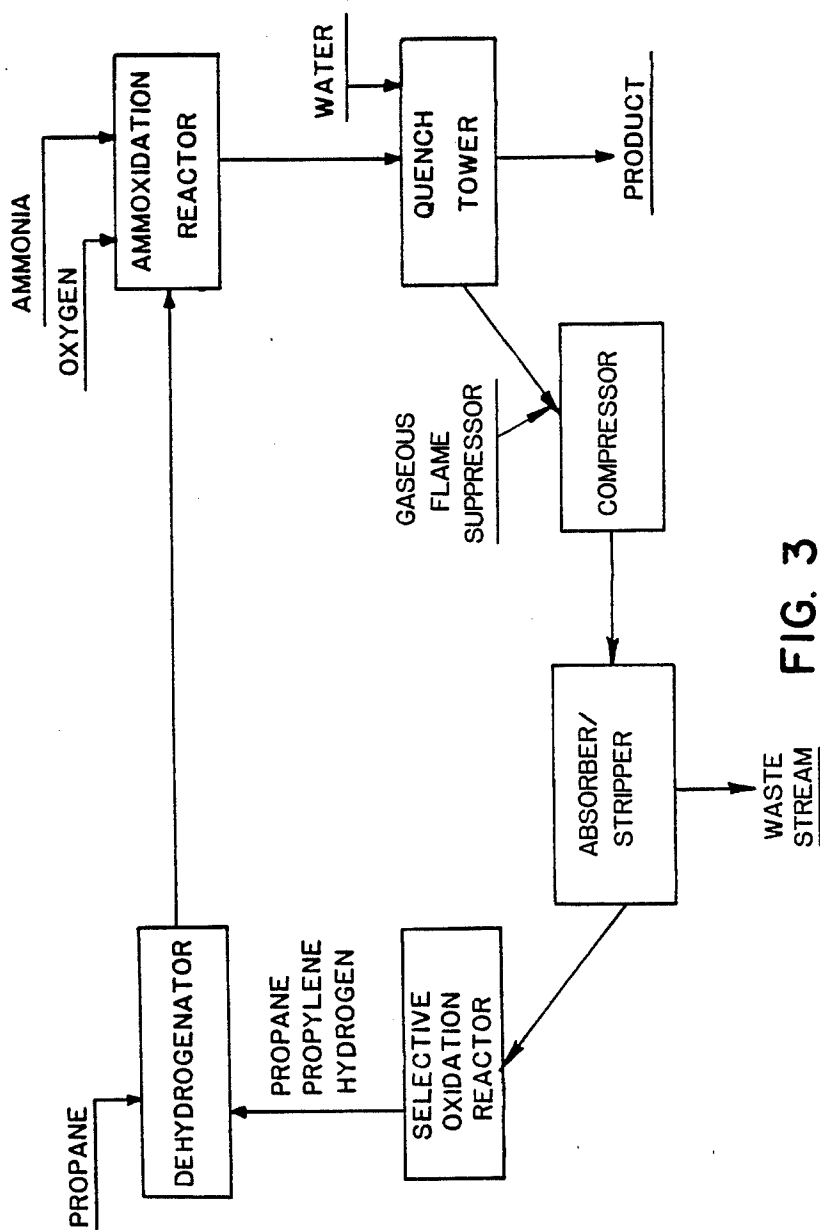 AMMONIA
OXYGEN
AMMOXIDATION
REACTOR
WATER
QUENCH
TOWER
PRODUCT
GASEOUS
FLAME
SUPPRESSOR
COMPRESSOR
ABSORBER/
STRIPPER
WASTE
STREAM
SELECTIVE
OXIDATION
REACTOR
PROPANE
PROPYLENE
HYDROGEN
DEHYDROGENATOR
PROPANE
FIG. 3